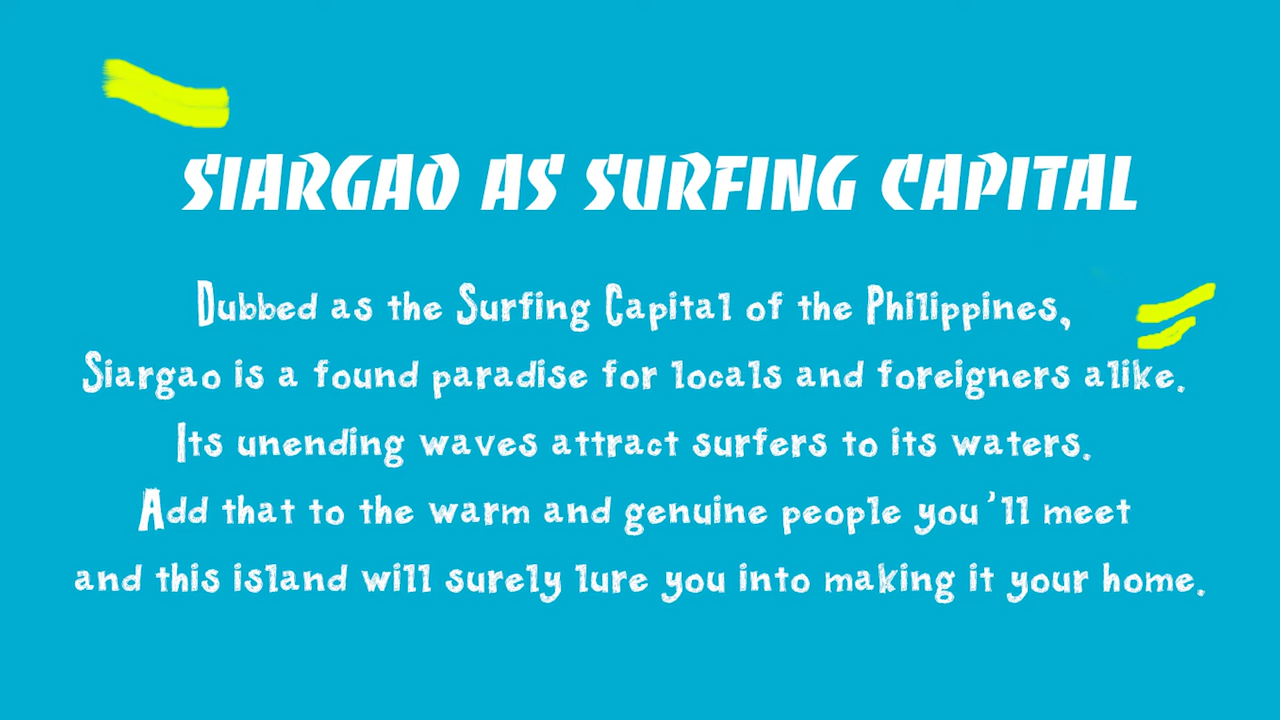 SIARGAO AS SURFING CAPITAL
Dubbed as the Surfing Capital of the Philippines,
Siargao is a found paradise for locals and foreigners alike.
Its unending waves attract surfers to its waters.
Add that to the warm and genuine people you'll meet
and this island will surely lure you into making it your home.